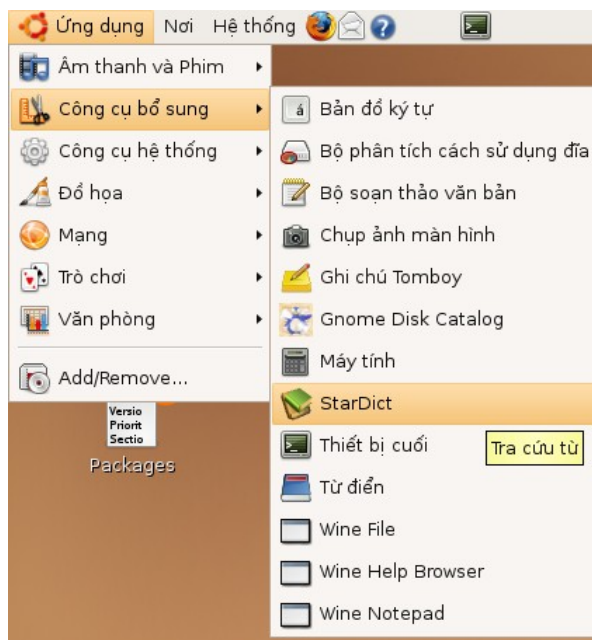 Ứng dụng Nơi Hệ thống
Âm thanh và Phim
Công cụ bổ sung
Công cụ hệ thống
Đồ họa
Mạng
Trò chơi
Văn phòng
Add/Remove...
á Bản đồ ký tự
Bộ phân tích cách sử dụng đĩa
Bộ soạn thảo văn bản
Chụp ảnh màn hình
Ghi chú Tomboy
Gnome Disk Catalog
Máy tính
StarDict
Thiết bị cuối
Tra cứu từ
Từ điển
Wine File
Wine Help Browser
Wine Notepad
Versio
Priorit
Sectio
Packages